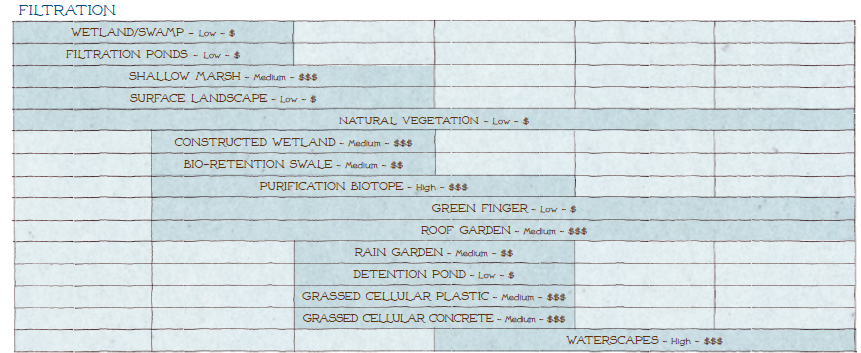 FILTRATION
WETLAND/SWAMP - Low - $
FILTRATION PONDS - Low - $
SHALLOW MARSH - Medium - $$$
SURFACE LANDSCAPE - Low - $
NATURAL VEGETATION - Low - $
CONSTRUCTED WETLAND - Medium - $$$
BIO-RETENTION SWALE - Medium - $$
PURIFICATION BIOTOPE - High - $$$
GREEN FINGER - Low - $
ROOF GARDEN - Medium - $$$
RAIN GARDEN - Medium - $$
DETENTION POND - Low - $
GRASSED CELLULAR PLASTIC - Medium - $$$
GRASSED CELLULAR CONCRETE - Medium - $$$
WATERSCAPES - High - $$$